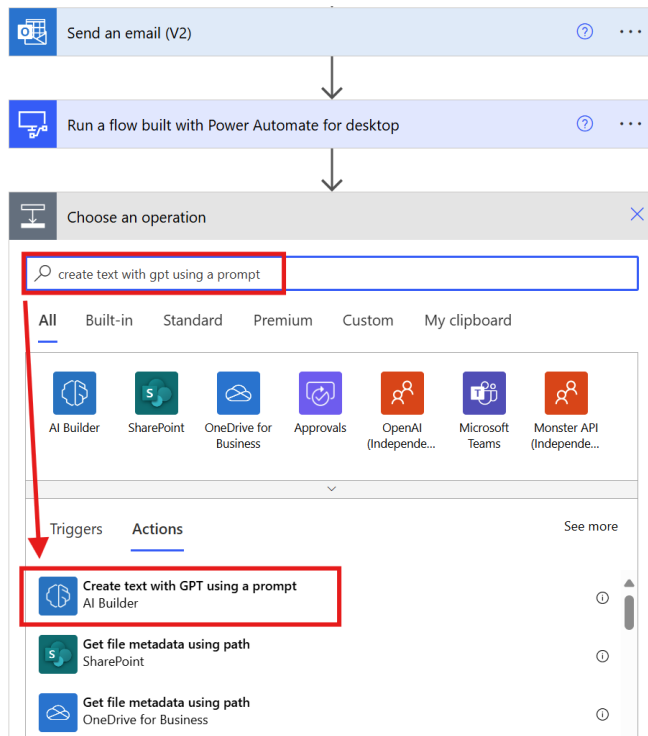 Send an email (V2)
Run a flow built with Power Automate for desktop
Choose an operation
create text with gpt using a prompt
All Built-in Standard Premium Custom My clipboard
AI Builder SharePoint OneDrive for Business Approvals OpenAI (Independe... Microsoft Teams Monster API (Independe...
Triggers Actions See more
Create text with GPT using a prompt
AI Builder
Get file metadata using path
SharePoint
Get file metadata using path
OneDrive for Business